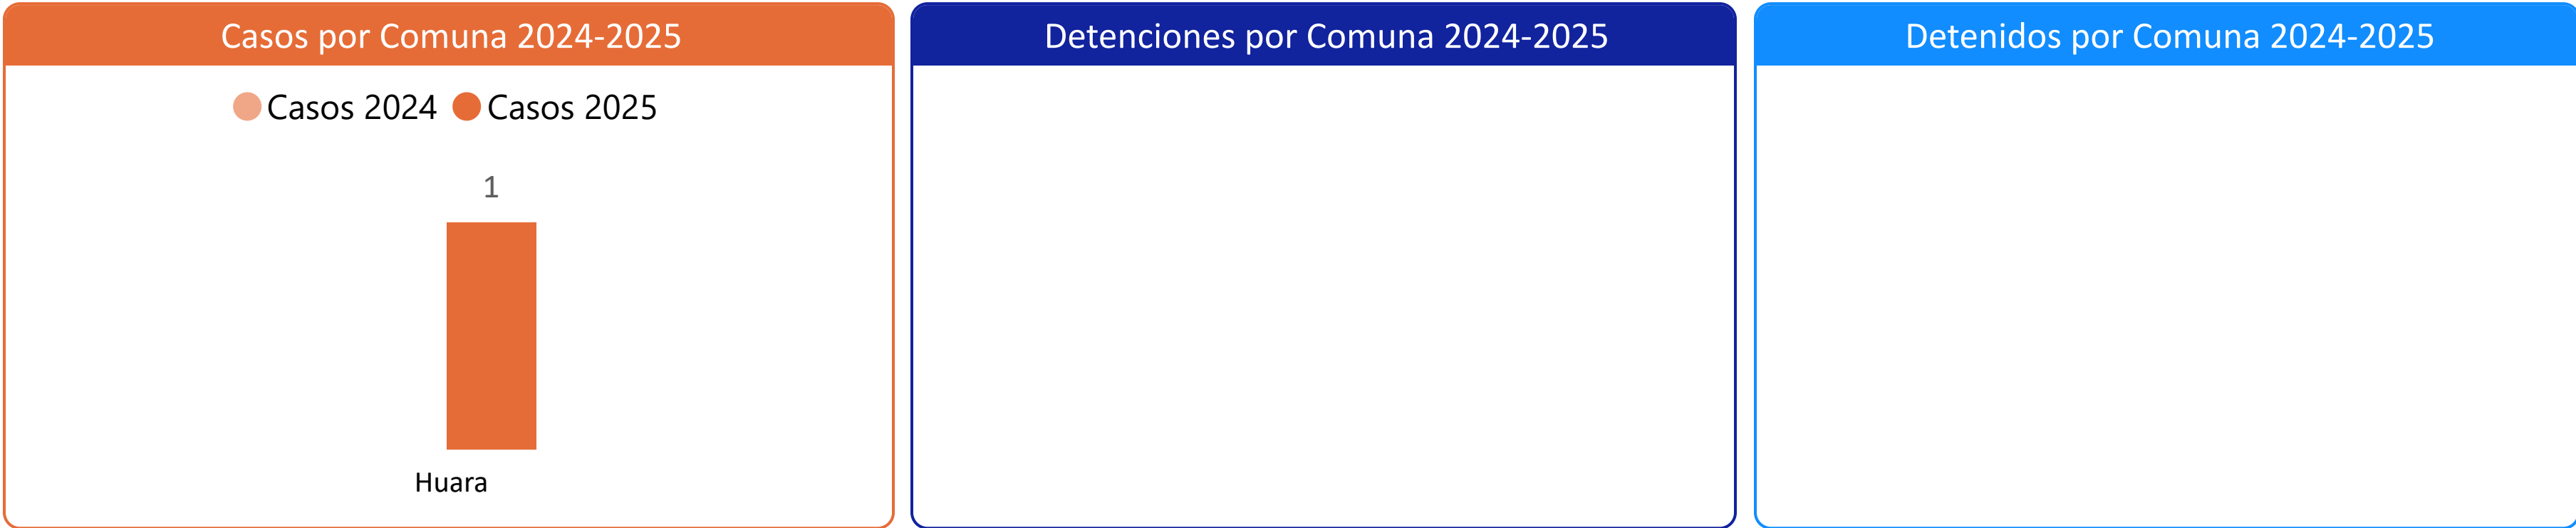 Casos por Comuna 2024-2025
Casos 2024 Casos 2025
1
Huara
Detenciones por Comuna 2024-2025
Detenidos por Comuna 2024-2025